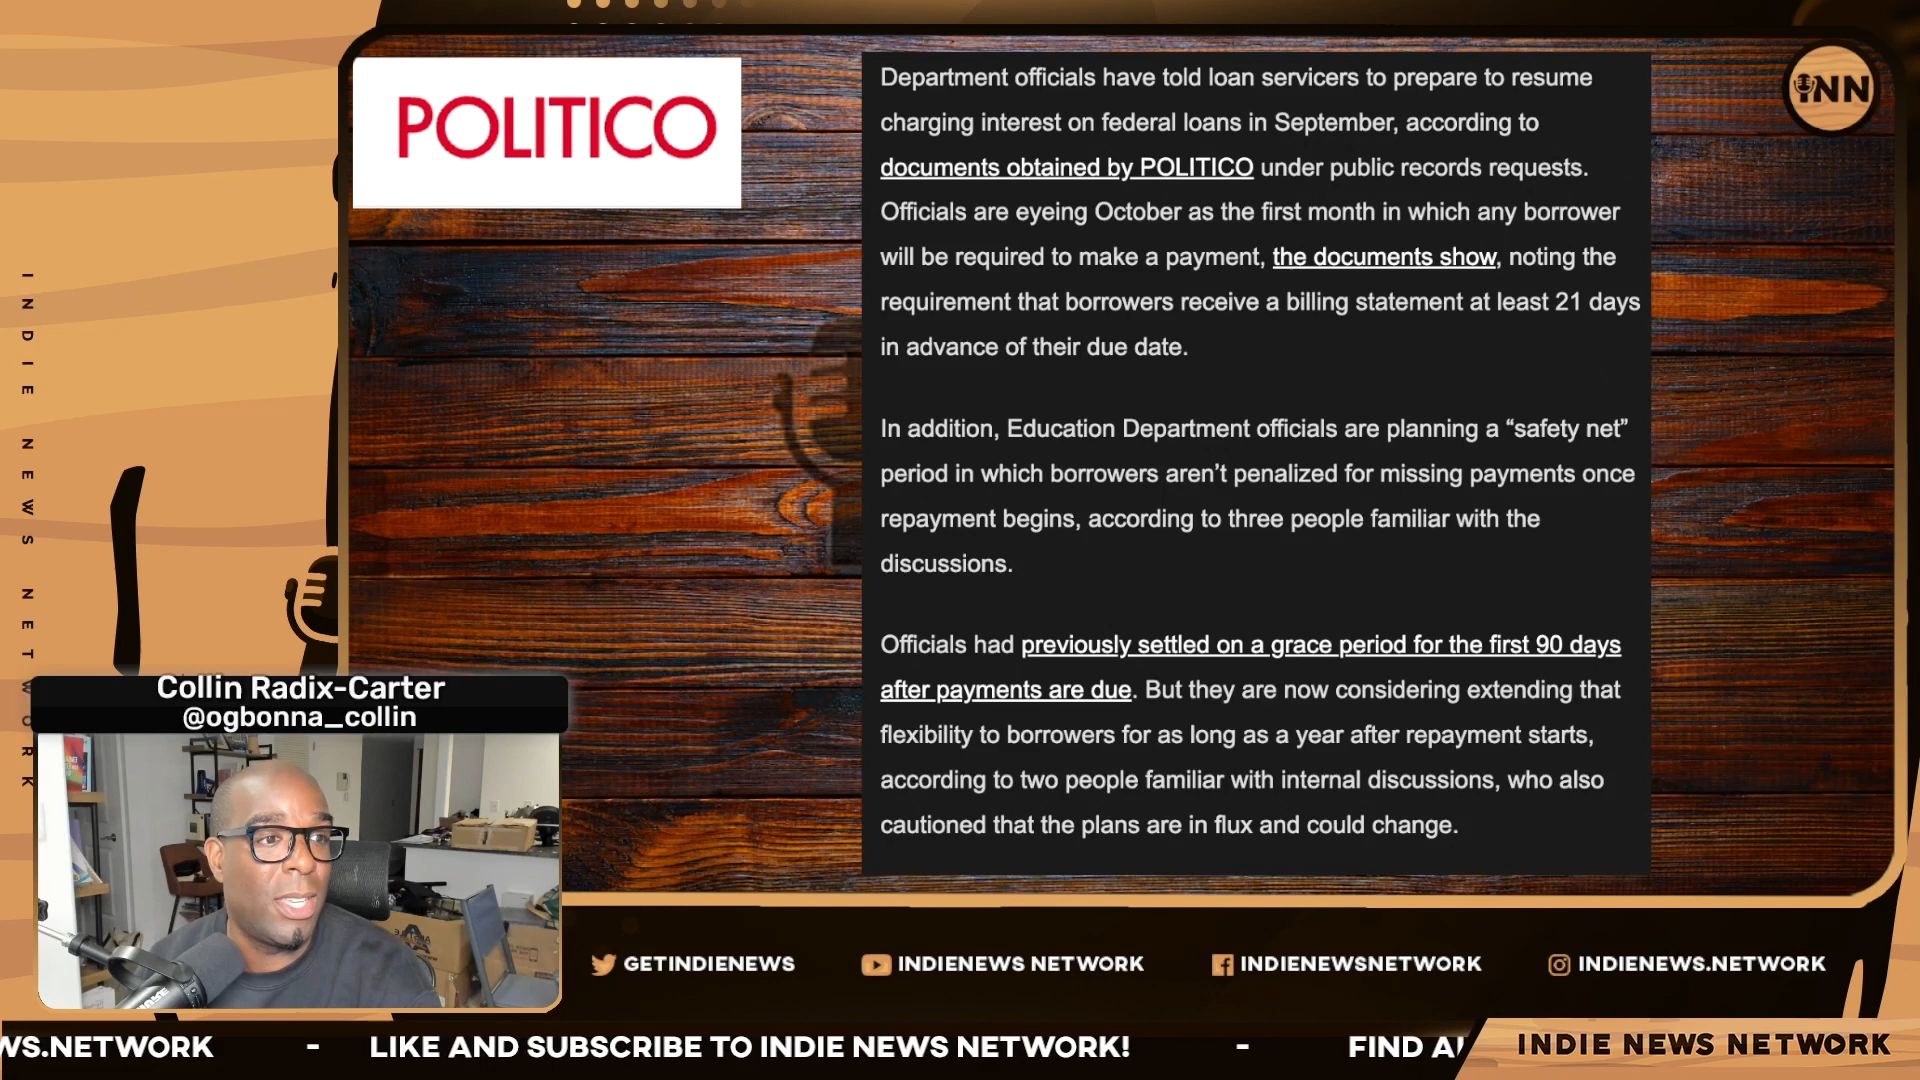 POLITICO
Department officials have told loan servicers to prepare to resume
charging interest on federal loans in September, according to
documents obtained by POLITICO under public records requests.
Officials are eyeing October as the first month in which any borrower
will be required to make a payment, the documents show, noting the
requirement that borrowers receive a billing statement at least 21 days
in advance of their due date.
In addition, Education Department officials are planning a “safety net”
period in which borrowers aren’t penalized for missing payments once
repayment begins, according to three people familiar with the
discussions.
Officials had previously settled on a grace period for the first 90 days
after payments are due. But they are now considering extending that
flexibility to borrowers for as long as a year after repayment starts,
according to two people familiar with internal discussions, who also
cautioned that the plans are in flux and could change.
iNN
INDIE NEWS NETWORK
Collin Radix-Carter
@ogbonna_collin
GETINDIENEWS
INDIENEWS NETWORK
INDIENEWSNETWORK
INDIENEWS.NETWORK
WS.NETWORK - LIKE AND SUBSCRIBE TO INDIE NEWS NETWORK! - FIND
INDIE NEWS NETWORK